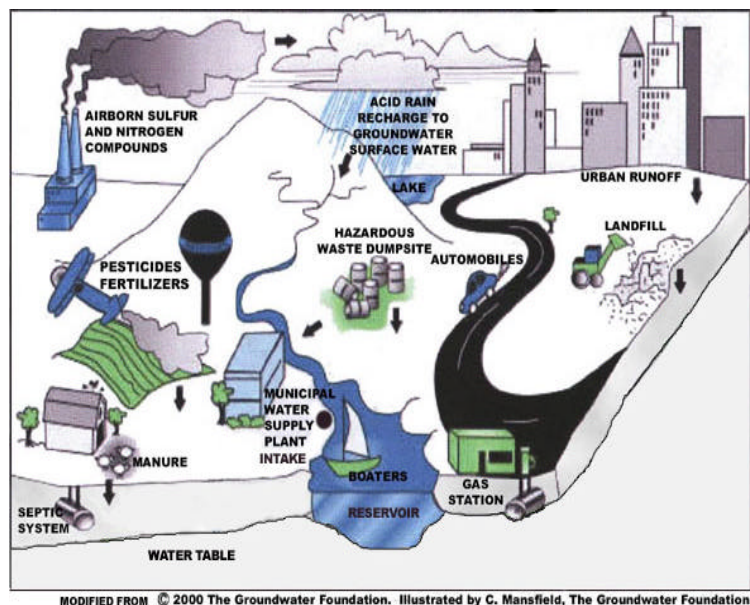 AIRBORN SULFUR
AND NITROGEN
COMPOUNDS
ACID RAIN
RECHARGE TO
GROUNDWATER
SURFACE WATER
LAKE
URBAN RUNOFF
HAZARDOUS
WASTE DUMPSITE
LANDFILL
AUTOMOBILES
PESTICIDES
FERTILIZERS
MUNICIPAL
WATER
SUPPLY
PLANT
INTAKE
MANURE
BOATERS
GAS
STATION
SEPTIC
SYSTEM
RESERVOIR
WATER TABLE
MODIFIED FROM © 2000 The Groundwater Foundation. Illustrated by C. Mansfield, The Groundwater Foundation